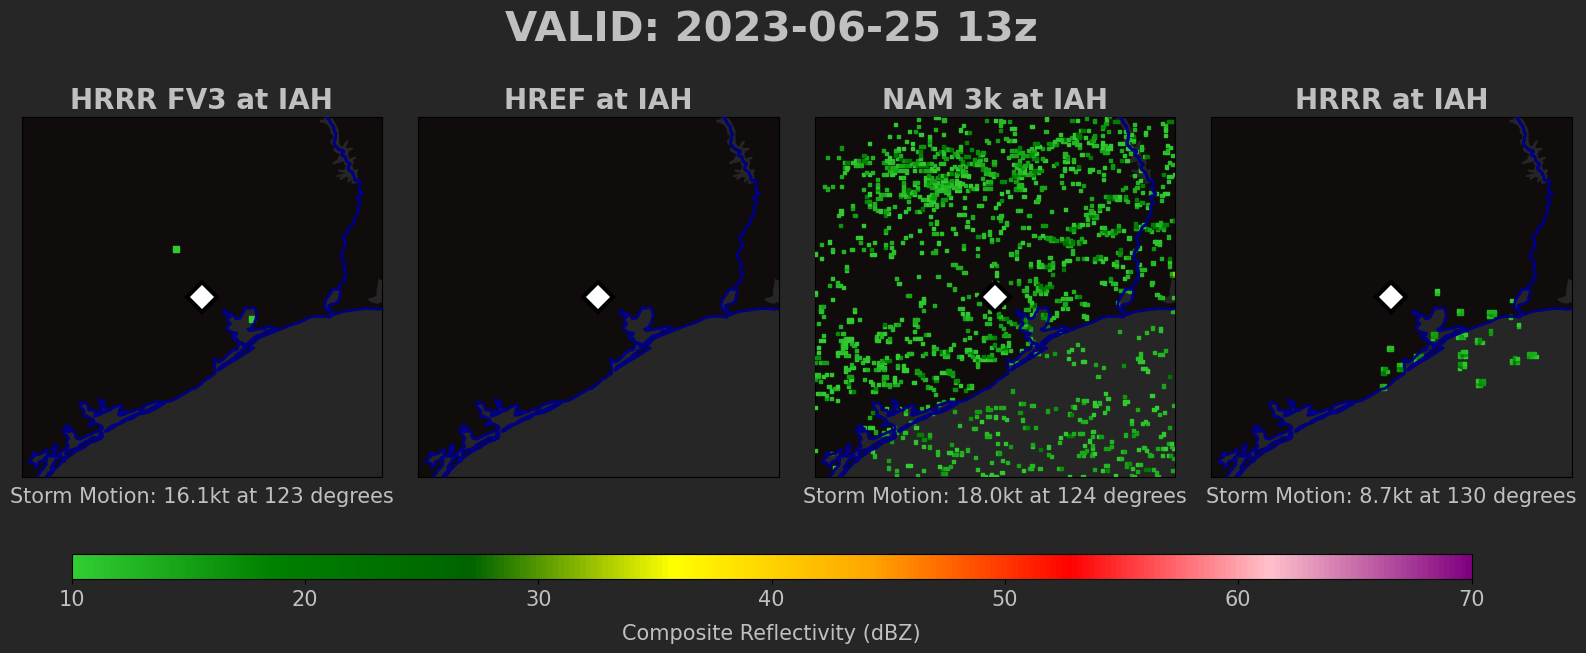 VALID: 2023-06-25 13z
HRRR FV3 at IAH
HREF at IAH
NAM 3k at IAH
HRRR at IAH
Storm Motion: 16.1kt at 123 degrees
Storm Motion: 18.0kt at 124 degrees
Storm Motion: 8.7kt at 130 degrees
10 20 30 40 50 60 70
Composite Reflectivity (dBZ)